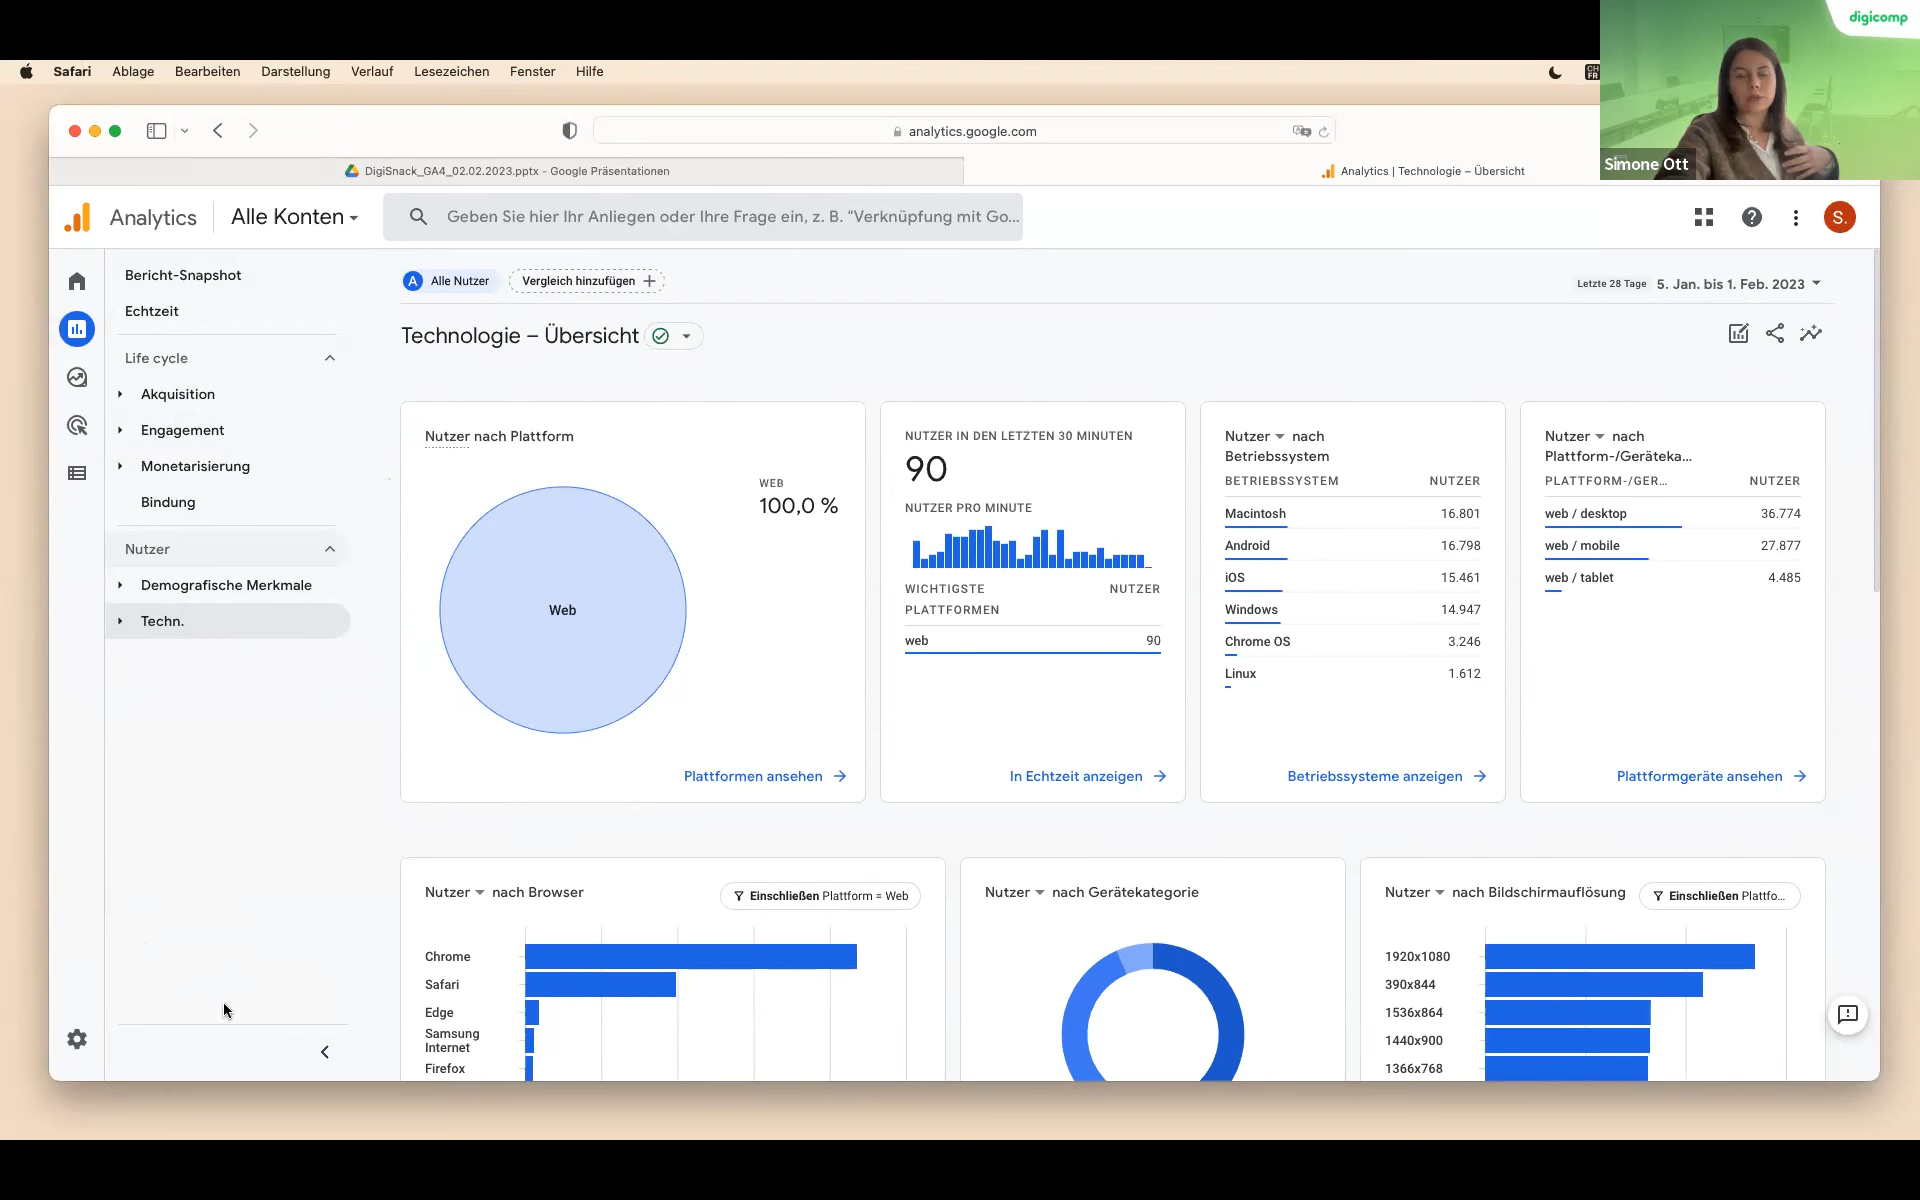 digicomp
Safari Ablage Bearbeiten Darstellung Verlauf Lesezeichen Fenster Hilfe
CH
FR
Simone Ott
analytics.google.com
DigiSnack_GA4_02.02.2023.pptx - Google Präsentationen
Analytics | Technologie – Übersicht
Analytics
Alle Konten
Geben Sie hier Ihr Anliegen oder Ihre Frage ein, z. B. "Verknüpfung mit Go...
S.
Bericht-Snapshot
Echtzeit
Life cycle
Akquisition
Engagement
Monetarisierung
Bindung
Nutzer
Demografische Merkmale
Techn.
A Alle Nutzer
Vergleich hinzufügen
Letzte 28 Tage 5. Jan. bis 1. Feb. 2023
Technologie – Übersicht
Nutzer nach Plattform
WEB
100,0 %
Web
Plattformen ansehen
NUTZER IN DEN LETZTEN 30 MINUTEN
90
NUTZER PRO MINUTE
WICHTIGSTE PLATTFORMEN NUTZER
web 90
In Echtzeit anzeigen
Nutzer nach
Betriebssystem
BETRIEBSSYSTEM NUTZER
Macintosh 16.801
Android 16.798
iOS 15.461
Windows 14.947
Chrome OS 3.246
Linux 1.612
Betriebssysteme anzeigen
Nutzer nach
Plattform-/Geräteka...
PLATTFORM-/GER... NUTZER
web / desktop 36.774
web / mobile 27.877
web / tablet 4.485
Plattformgeräte ansehen
Nutzer nach Browser
Einschließen Plattform = Web
Chrome
Safari
Edge
Samsung
Internet
Firefox
Nutzer nach Gerätekategorie
Nutzer nach Bildschirmauflösung
Einschließen Plattfo...
1920x1080
390x844
1536x864
1440x900
1366x768